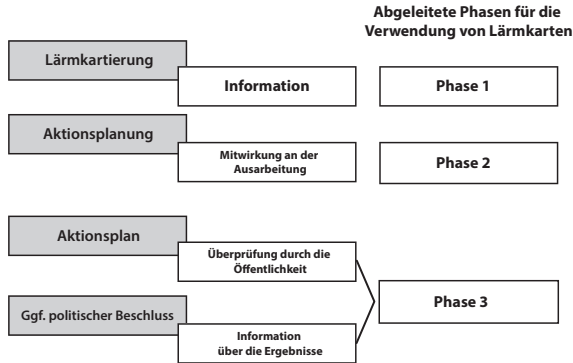 Abgeleitete Phasen für die
Verwendung von Lärmkarten
Lärmkartierung
Information
Phase 1
Aktionsplanung
Mitwirkung an der
Ausarbeitung
Phase 2
Aktionsplan
Überprüfung durch die
Öffentlichkeit
Phase 3
Ggf. politischer Beschluss
Information
über die Ergebnisse